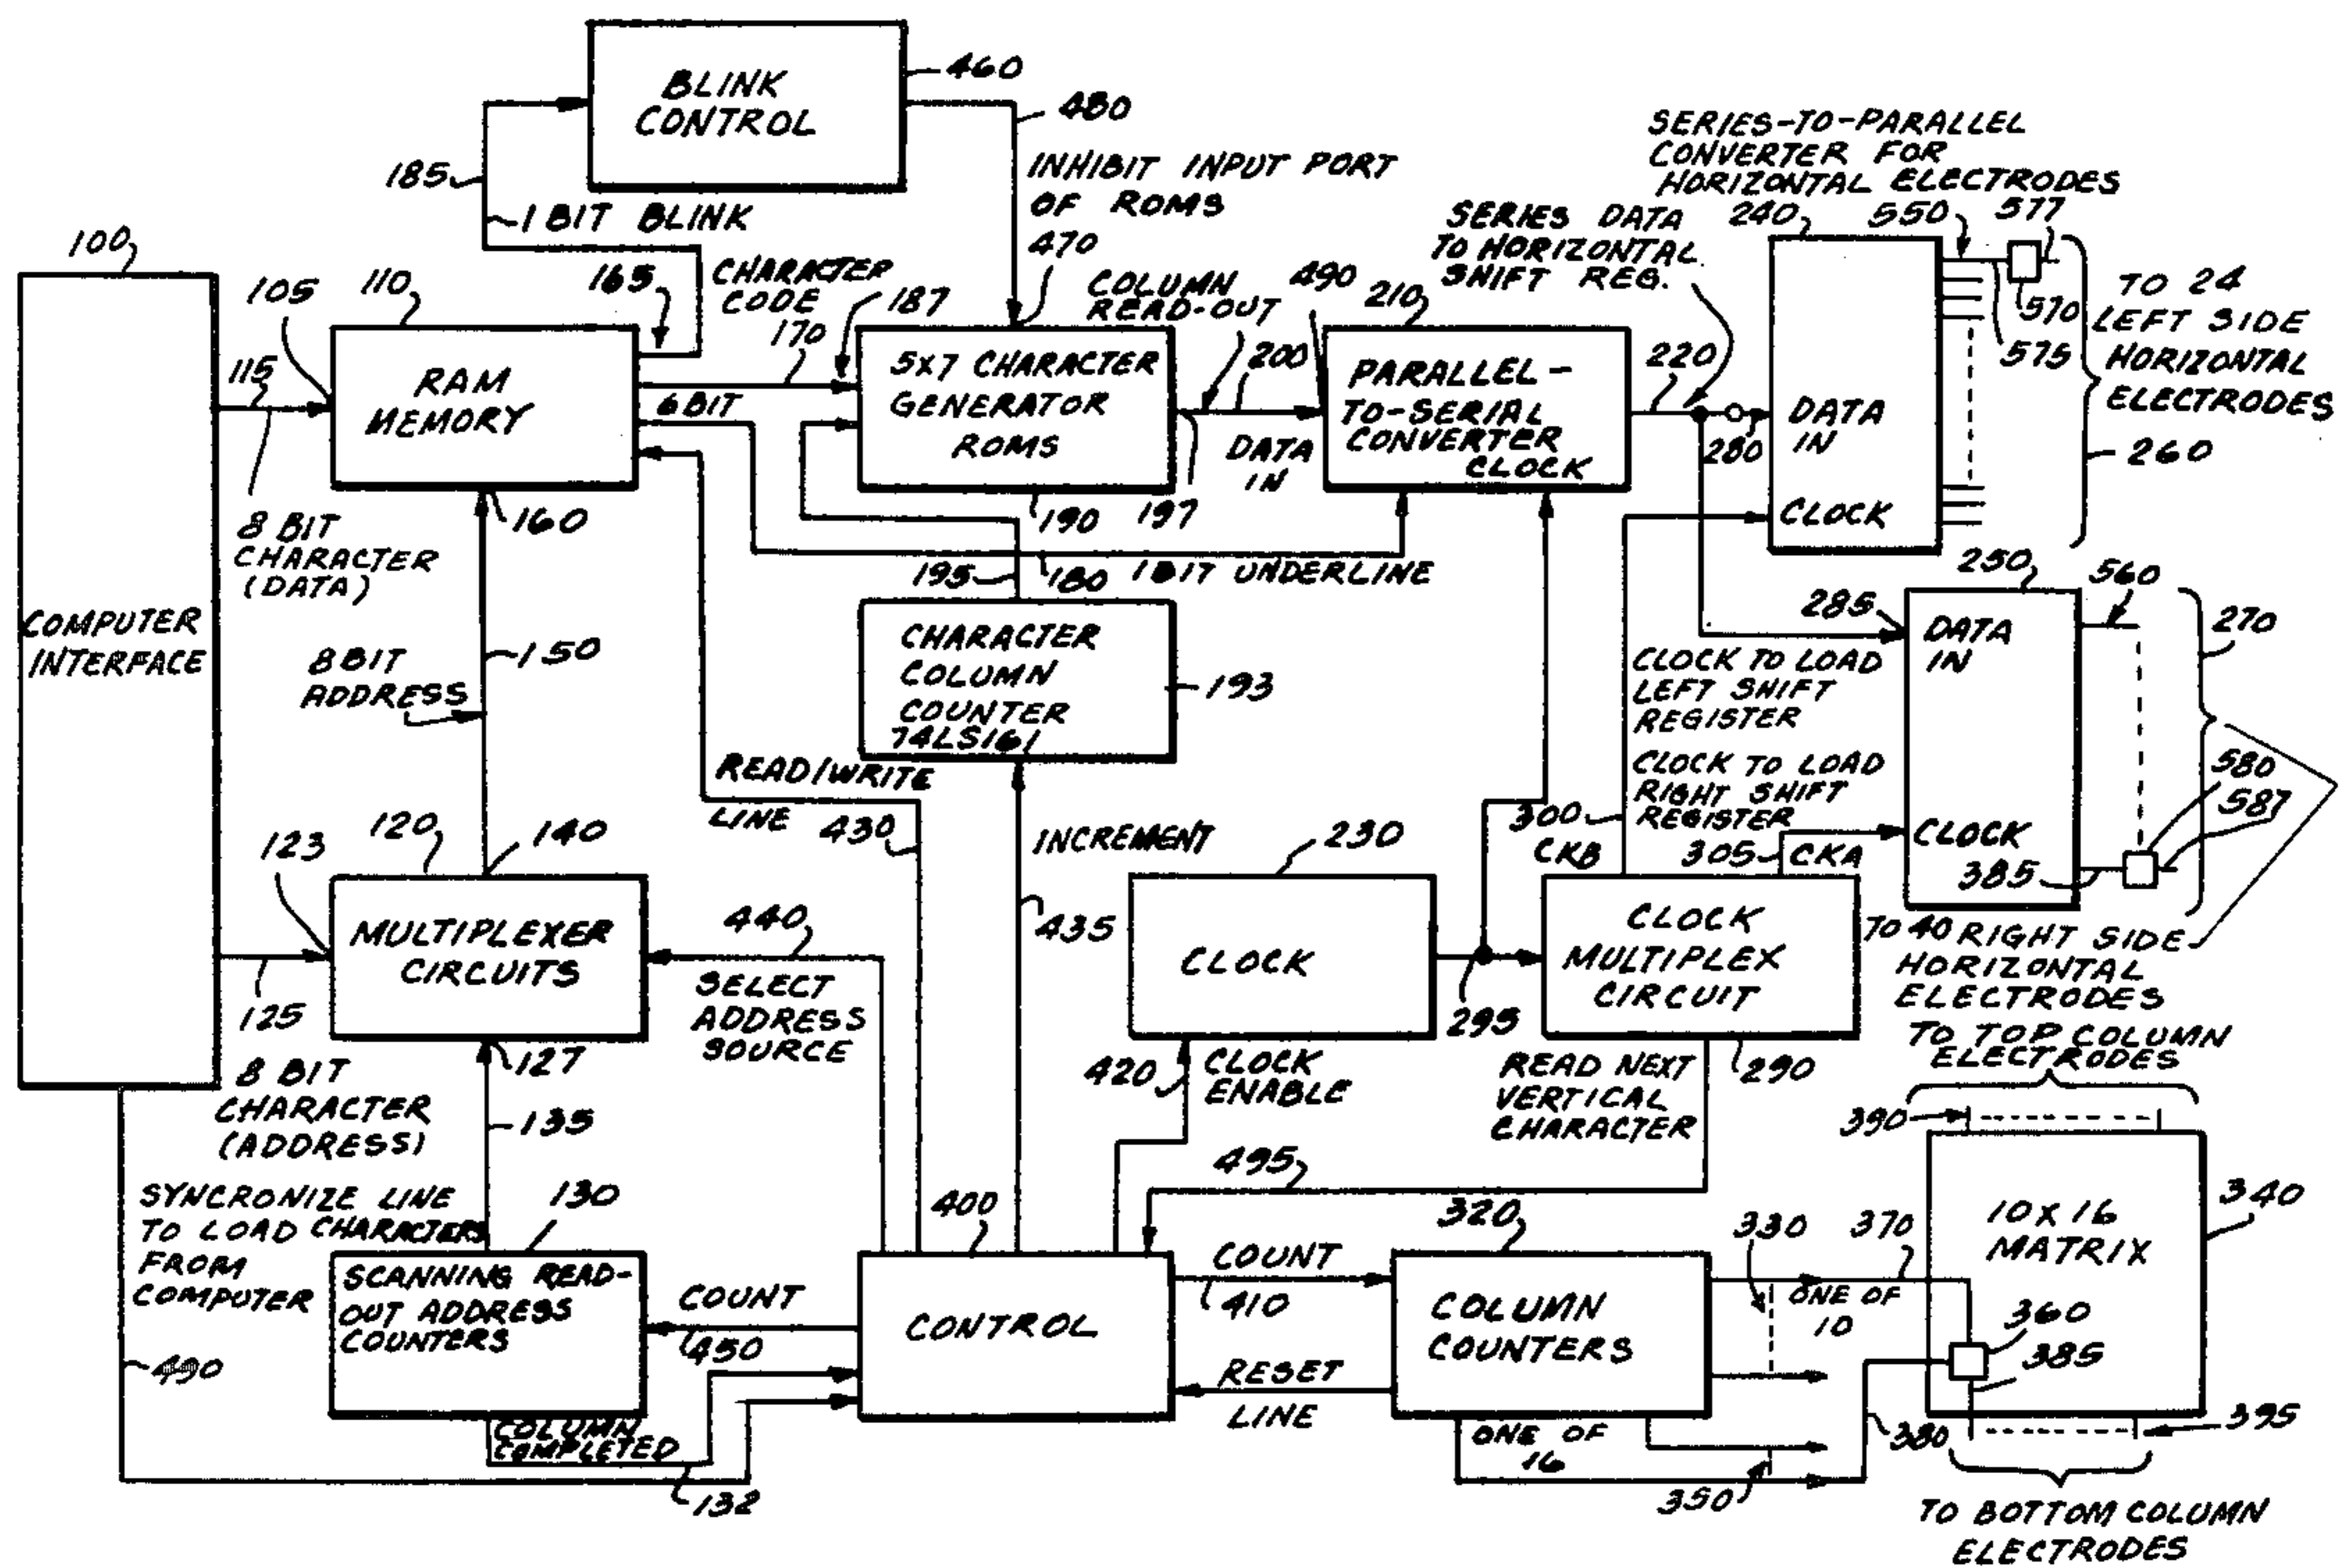 BLINK
CONTROL
460
480
185
1 BIT BLINK
INHIBIT INPUT PORT
OF ROMS
470
SERIES-TO-PARALLEL
CONVERTER FOR
HORIZONTAL ELECTRODES
240
550
577
570
575
TO 24
LEFT SIDE
HORIZONTAL
ELECTRODES
260
SERIES DATA
TO HORIZONTAL
SHIFT REG.
100
COMPUTER
INTERFACE
105
110
115
RAM
MEMORY
165
CHARACTER
CODE
170
187
6 BIT
160
8 BIT
CHARACTER
(DATA)
5X7 CHARACTER
GENERATOR
ROMS
190
197
COLUMN
READ-OUT
200
490
DATA
IN
210
PARALLEL-
TO-SERIAL
CONVERTER
CLOCK
220
280
DATA
IN
CLOCK
195
180
1 BIT UNDERLINE
8 BIT
ADDRESS
150
CHARACTER
COLUMN
COUNTER
74LS161
193
250
560
285
DATA
IN
CLOCK
270
580
587
385
CLOCK TO LOAD
LEFT SHIFT
REGISTER
CLOCK TO LOAD
RIGHT SHIFT
REGISTER
300
CKB
305
CKA
READ/WRITE
LINE
430
INCREMENT
435
120
123
140
MULTIPLEXER
CIRCUITS
125
127
440
SELECT
ADDRESS
SOURCE
230
CLOCK
295
CLOCK
MULTIPLEX
CIRCUIT
290
TO 40 RIGHT SIDE
HORIZONTAL
ELECTRODES
TO TOP COLUMN
ELECTRODES
8 BIT
CHARACTER
(ADDRESS)
135
420
CLOCK
ENABLE
READ NEXT
VERTICAL
CHARACTER
495
390
10X16
MATRIX
340
SYNCRONIZE LINE
TO LOAD CHARACTERS
FROM
COMPUTER
490
130
SCANNING READ-
OUT ADDRESS
COUNTERS
COUNT
450
COLUMN
COMPLETED
132
400
CONTROL
COUNT
410
RESET
LINE
320
COLUMN
COUNTERS
330
370
ONE OF
10
360
385
ONE OF
16
350
380
395
TO BOTTOM COLUMN
ELECTRODES